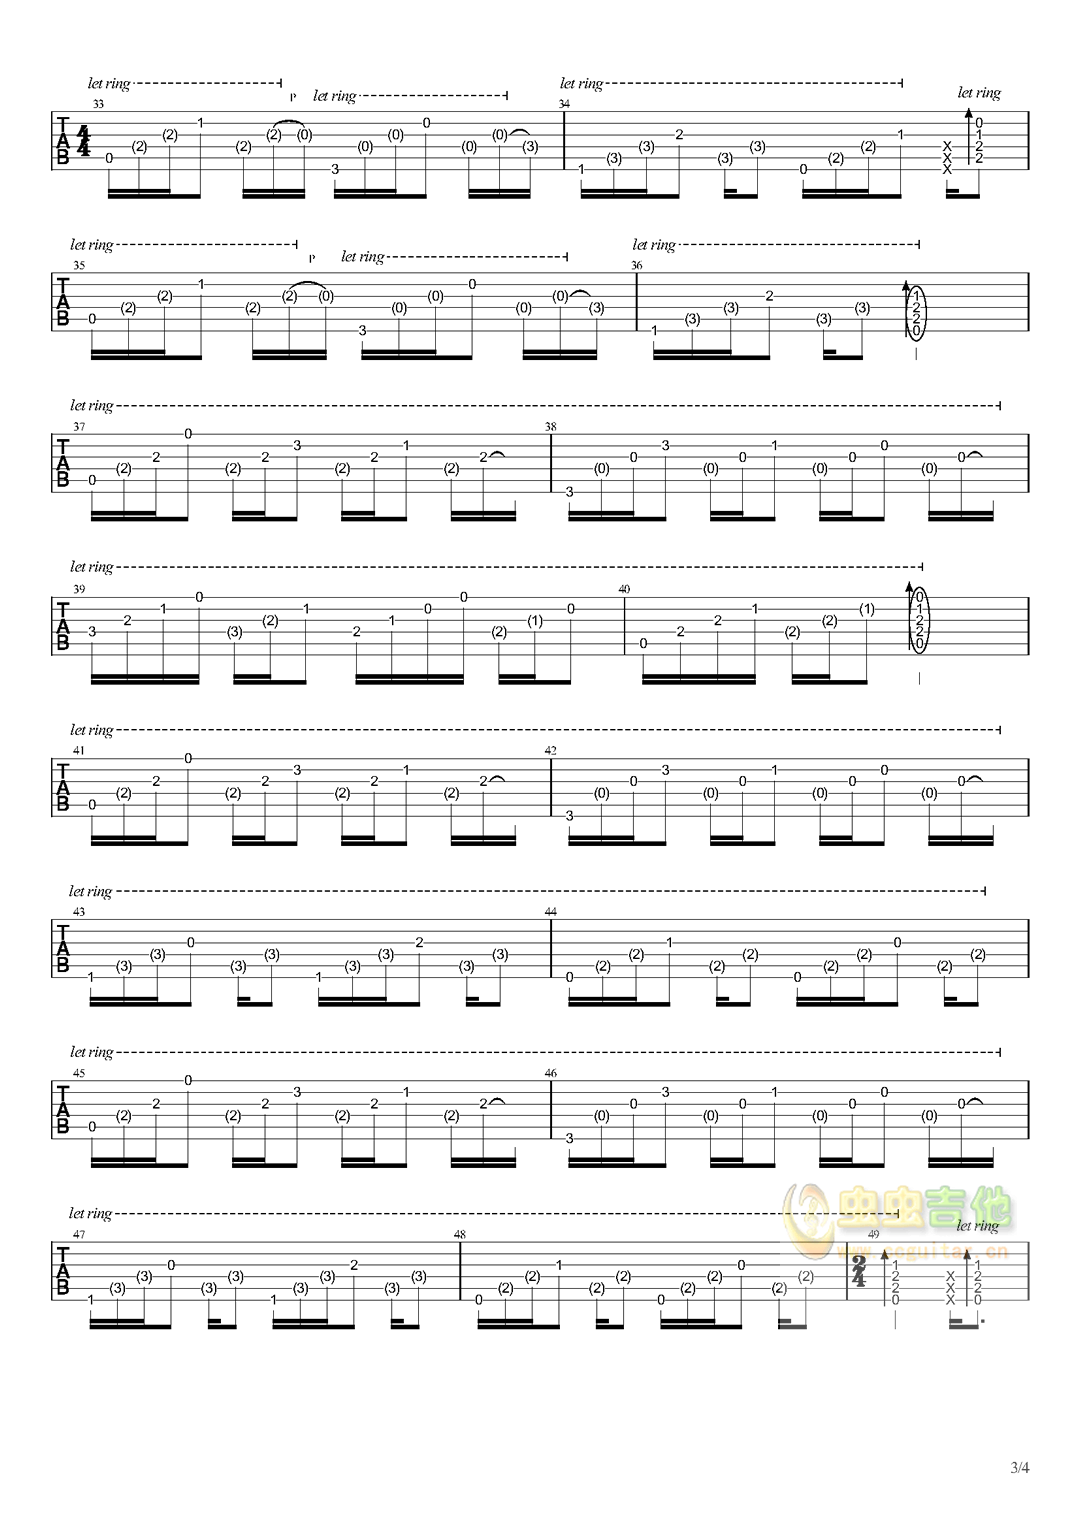 let ring
P let ring
let ring
let ring
33 34
T A B 4 4
0 (2) (2) 1 (2) (2) (0) 3 (0) (0) 0 (0) (0) (3) 1 (3) (3) 2 (3) (3) 0 (2) (2) 1 X X X 0 1 2 2
let ring
P let ring
let ring
35 36
T A B
0 (2) (2) 1 (2) (2) (0) 3 (0) (0) 0 (0) (0) (3) 1 (3) (3) 2 (3) (3) 1 2 2 0
let ring
37 38
T A B
0 (2) 2 0 (2) 2 3 (2) 2 1 (2) 2 3 (0) 0 3 (0) 0 1 (0) 0 0 (0) 0
let ring
39 40
T A B
3 2 1 0 (3) (2) 1 2 1 0 0 (2) (1) 0 0 2 2 1 (2) (2) (1) 0 1 2 2 0
let ring
41 42
T A B
0 (2) 2 0 (2) 2 3 (2) 2 1 (2) 2 3 (0) 0 3 (0) 0 1 (0) 0 0 (0) 0
let ring
43 44
T A B
1 (3) (3) 0 (3) (3) 1 (3) (3) 2 (3) (3) 0 (2) (2) 1 (2) (2) 0 (2) (2) 0 (2) (2)
let ring
45 46
T A B
0 (2) 2 0 (2) 2 3 (2) 2 1 (2) 2 3 (0) 0 3 (0) 0 1 (0) 0 0 (0) 0
虫虫吉他
www.ccguitar.cn
let ring
let ring
47 48 49
T A B
1 (3) (3) 0 (3) (3) 1 (3) (3) 2 (3) (3) 0 (2) (2) 1 (2) (2) 0 (2) (2) 0 (2) (2) 2 4 1 2 2 0 X X X 1 2 2 0
3/4